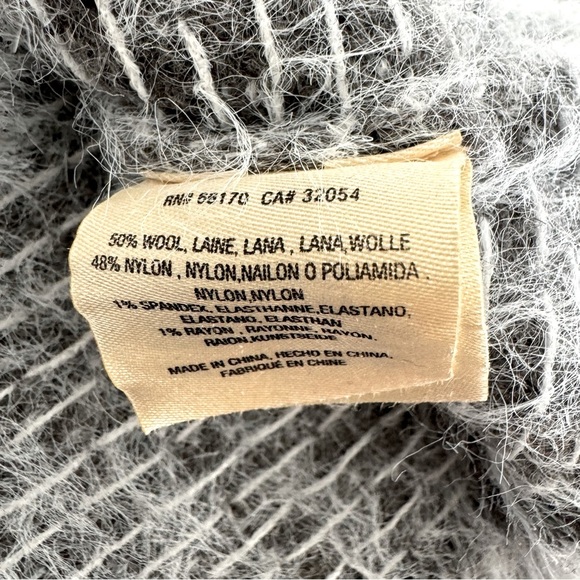 RN# 66170 CA# 32054
50% WOOL, LAINE, LANA , LANA,WOLLE
48% NYLON , NYLON,NAILON O POLIAMIDA .
NYLON,NYLON
1% SPANDEX, ELASTHANNE,ELASTANO,
ELASTANO, ELASTHAN
1% RAYON , RAYONNE, RAYON,
RAION,KUNSTSEIDE
MADE IN CHINA, HECHO EN CHINA,
FABRIQUÉ EN CHINE